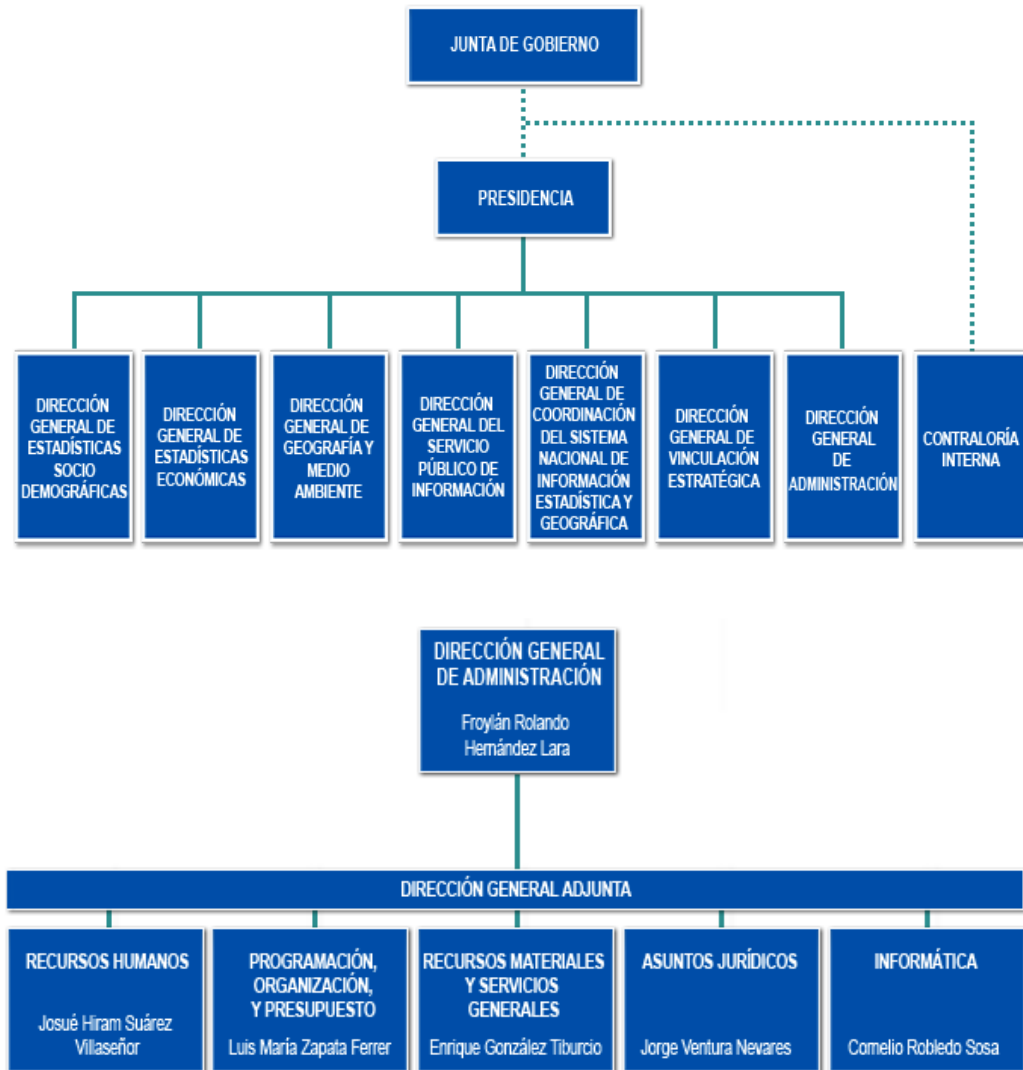 JUNTA DE GOBIERNO
PRESIDENCIA
DIRECCIÓN
GENERAL DE
ESTADÍSTICAS
SOCIO
DEMOGRÁFICAS
DIRECCIÓN
GENERAL DE
ESTADÍSTICAS
ECONÓMICAS
DIRECCIÓN
GENERAL DE
GEOGRAFÍA Y
MEDIO
AMBIENTE
DIRECCIÓN
GENERAL DEL
SERVICIO
PÚBLICO DE
INFORMACIÓN
DIRECCIÓN
GENERAL DE
COORDINACIÓN
DEL SISTEMA
NACIONAL DE
INFORMACIÓN
ESTADÍSTICA Y
GEOGRÁFICA
DIRECCIÓN
GENERAL DE
VINCULACIÓN
ESTRATÉGICA
DIRECCIÓN
GENERAL
DE
ADMINISTRACIÓN
CONTRALORÍA
INTERNA
DIRECCIÓN GENERAL
DE ADMINISTRACIÓN
Froylán Rolando
Hernández Lara
DIRECCIÓN GENERAL ADJUNTA
RECURSOS HUMANOS
Josué Hiram Suárez
Villaseñor
PROGRAMACIÓN,
ORGANIZACIÓN,
Y PRESUPUESTO
Luis María Zapata Ferrer
RECURSOS MATERIALES
Y SERVICIOS
GENERALES
Enrique González Tiburcio
ASUNTOS JURÍDICOS
Jorge Ventura Nevares
INFORMÁTICA
Cornelio Robledo Sosa